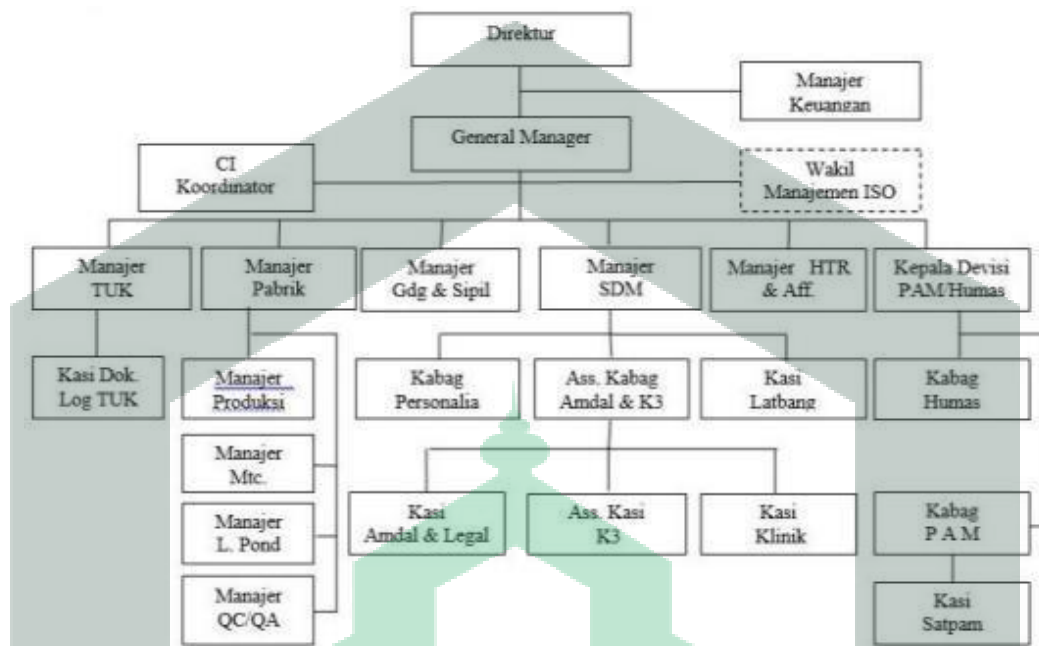 Direktur
Manajer
Keuangan
General Manager
CI
Koordinator
Wakil
Manajemen ISO
Manajer
TUK
Manajer
Pabrik
Manajer
Gdg & Sipil
Manajer
SDM
Manajer HTR
& Aff.
Kepala Devisi
PAM/Humas
Kasi Dok.
Log TUK
Manajer
Produksi
Kabag
Personalia
Ass. Kabag
Amdal & K3
Kasi
Latbang
Kabag
Humas
Manajer
Mtc.
Manajer
L. Pond
Kasi
Amdal & Legal
Ass. Kasi
K3
Kasi
Klinik
Kabag
P A M
Manajer
QC/QA
Kasi
Satpam